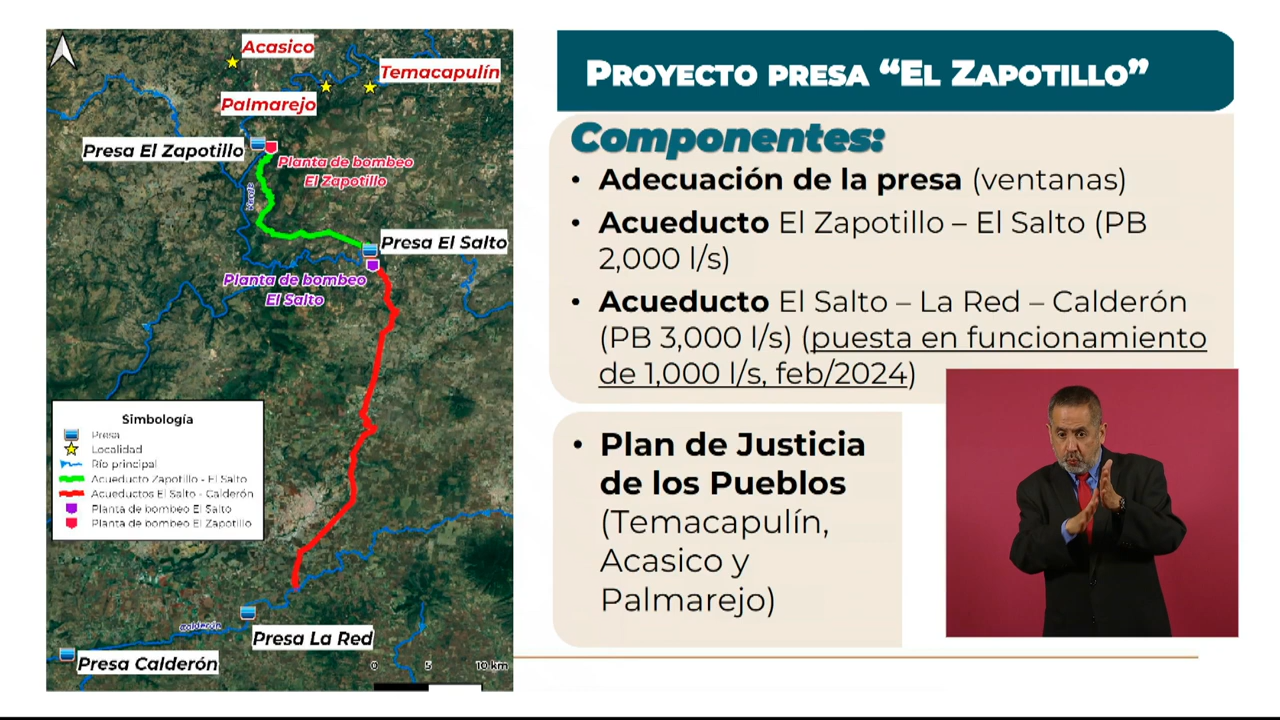 Acasico
Temacapulín
Palmarejo
Presa El Zapotillo
Planta de bombeo
El Zapotillo
Verde
Presa El Salto
Planta de bombeo
El Salto
Simbología
Presa
Localidad
Río principal
Acueducto Zapotillo - El Salto
Acueductos El Salto - Calderón
Planta de bombeo El Salto
Planta de bombeo El Zapotillo
Calderón
Presa La Red
Presa Calderón
0 5 10 km
PROYECTO PRESA “EL ZAPOTILLO”
Componentes:
• Adecuación de la presa (ventanas)
• Acueducto El Zapotillo – El Salto (PB
2,000 l/s)
• Acueducto El Salto – La Red – Calderón
(PB 3,000 l/s) (puesta en funcionamiento
de 1,000 l/s, feb/2024)
• Plan de Justicia
de los Pueblos
(Temacapulín,
Acasico y
Palmarejo)